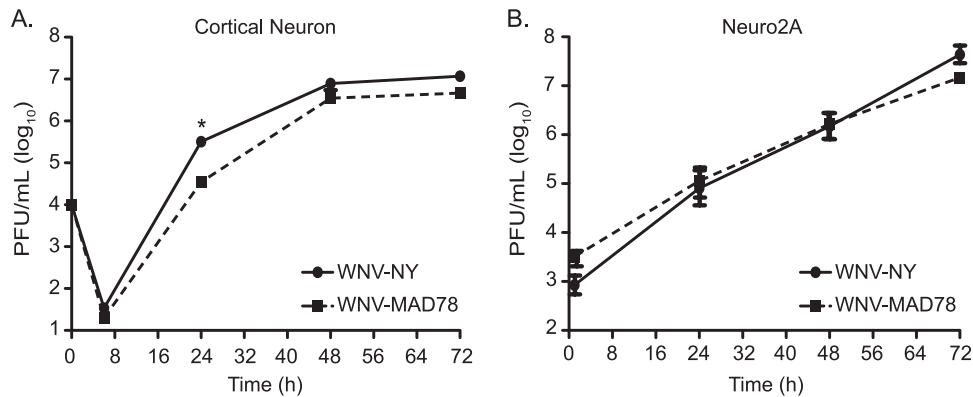 A.
Cortical Neuron
8
7
6
5
4
3
2
1
PFU/mL (log₁₀)
*
WNV-NY
WNV-MAD78
0 8 16 24 32 40 48 56 64 72
Time (h)
B.
Neuro2A
8
7
6
5
4
3
2
PFU/mL (log₁₀)
WNV-NY
WNV-MAD78
0 8 16 24 32 40 48 56 64 72
Time (h)